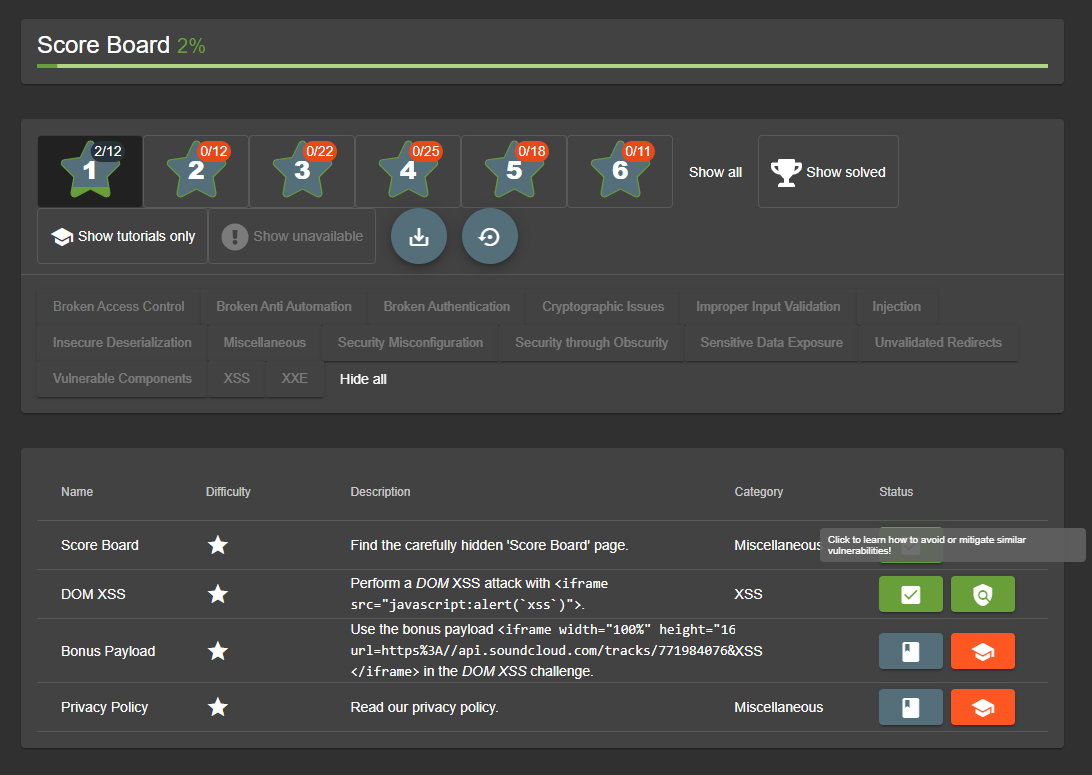 Score Board 2%
2/12 0/12 0/22 0/25 0/18 0/11
1 2 3 4 5 6 Show all Show solved
Show tutorials only Show unavailable
Broken Access Control Broken Anti Automation Broken Authentication Cryptographic Issues Improper Input Validation Injection
Insecure Deserialization Miscellaneous Security Misconfiguration Security through Obscurity Sensitive Data Exposure Unvalidated Redirects
Vulnerable Components XSS XXE Hide all
Name Difficulty Description Category Status
Score Board Find the carefully hidden 'Score Board' page. Miscellaneous
Click to learn how to avoid or mitigate similar
vulnerabilities!
DOM XSS Perform a DOM XSS attack with <iframe
src="javascript:alert(`xss`)">. XSS
Use the bonus payload <iframe width="100%" height="16
Bonus Payload url=https%3A//api.soundcloud.com/tracks/771984076& XSS
</iframe> in the DOM XSS challenge.
Privacy Policy Read our privacy policy. Miscellaneous